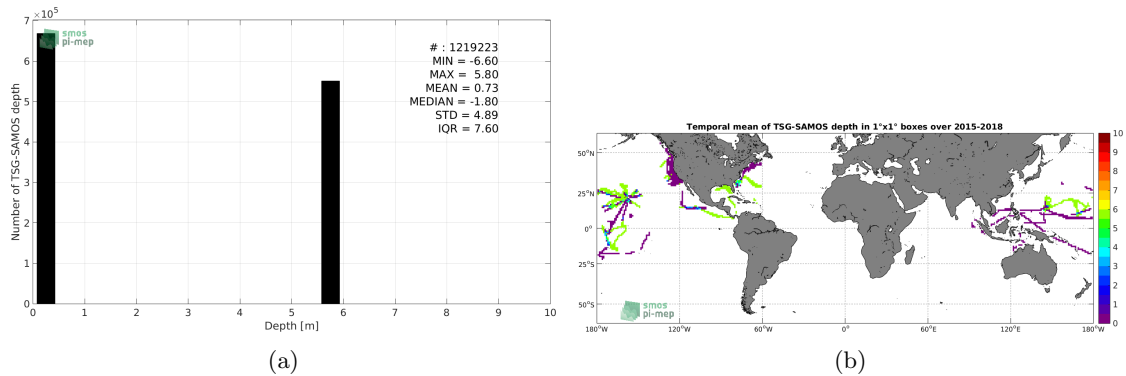 7 ×10⁵
6
5
4
3
2
1
0
Number of TSG-SAMOS depth
smos
pi-mep
# : 1219223
MIN = -6.60
MAX = 5.80
MEAN = 0.73
MEDIAN = -1.80
STD = 4.89
IQR = 7.60
0 1 2 3 4 5 6 7 8 9 10
Depth [m]
(a)
Temporal mean of TSG-SAMOS depth in 1°x1° boxes over 2015-2018
50°N
25°N
0°
25°S
50°S
smos
pi-mep
180°W 120°W 60°W 0° 60°E 120°E 180°E
10
9
8
7
6
5
4
3
2
1
0
(b)